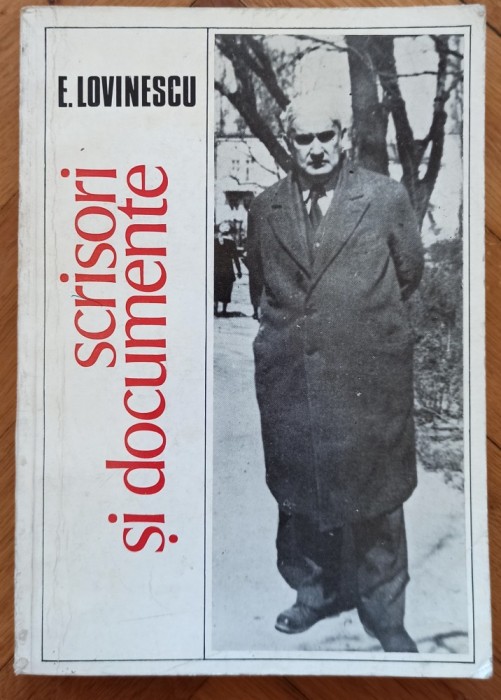 E. LOVINESCU
scrisori
și documente